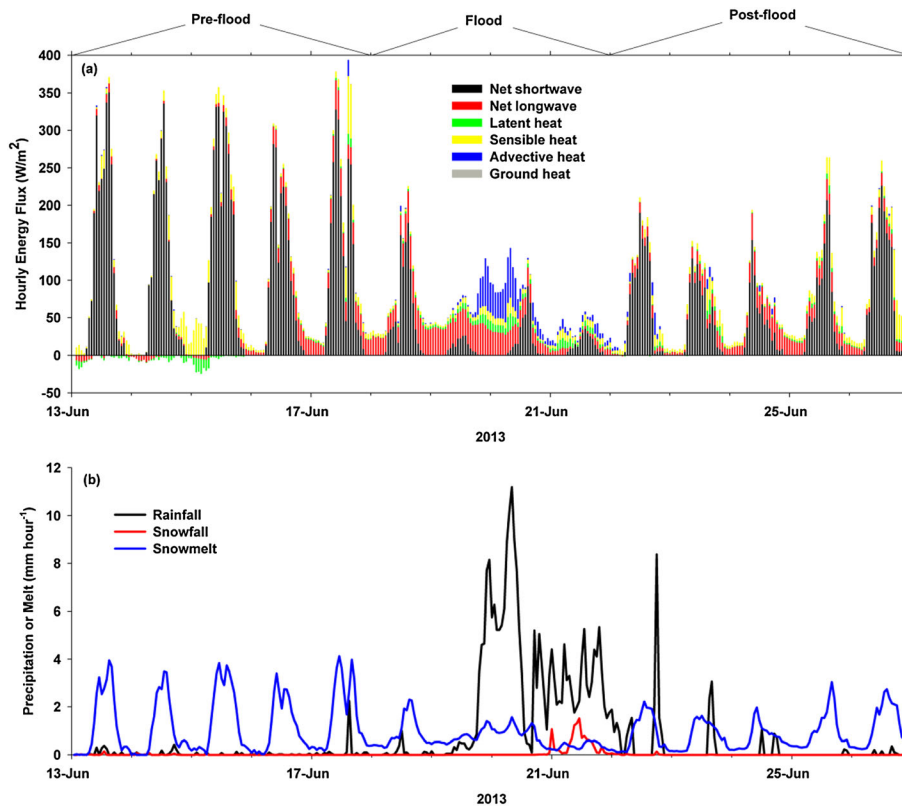 Pre-flood
Flood
Post-flood
(a)
Net shortwave
Net longwave
Latent heat
Sensible heat
Advective heat
Ground heat
Hourly Energy Flux (W/m²)
400
350
300
250
200
150
100
50
0
-50
13-Jun
17-Jun
21-Jun
25-Jun
2013
(b)
Rainfall
Snowfall
Snowmelt
Precipitation or Melt (mm hour⁻¹)
12
10
8
6
4
2
0
13-Jun
17-Jun
21-Jun
25-Jun
2013